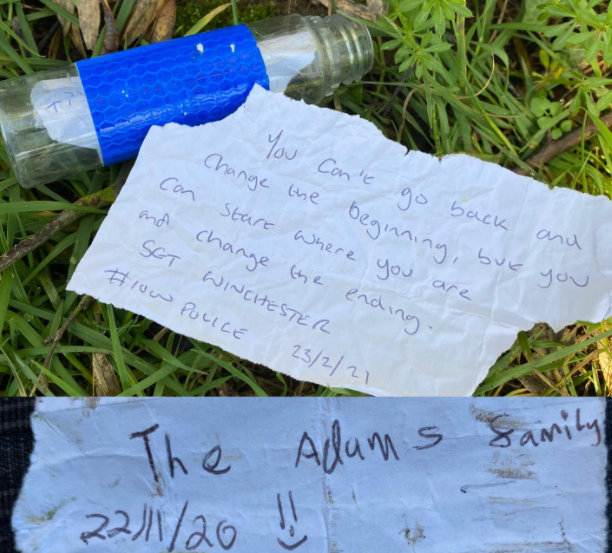 You Can't go back and
Change the beginning, but you
Can start where you are
and change the ending.
SGT WINCHESTER
#IOW POLICE 23/2/21
The Adams family
22/11/20 !!